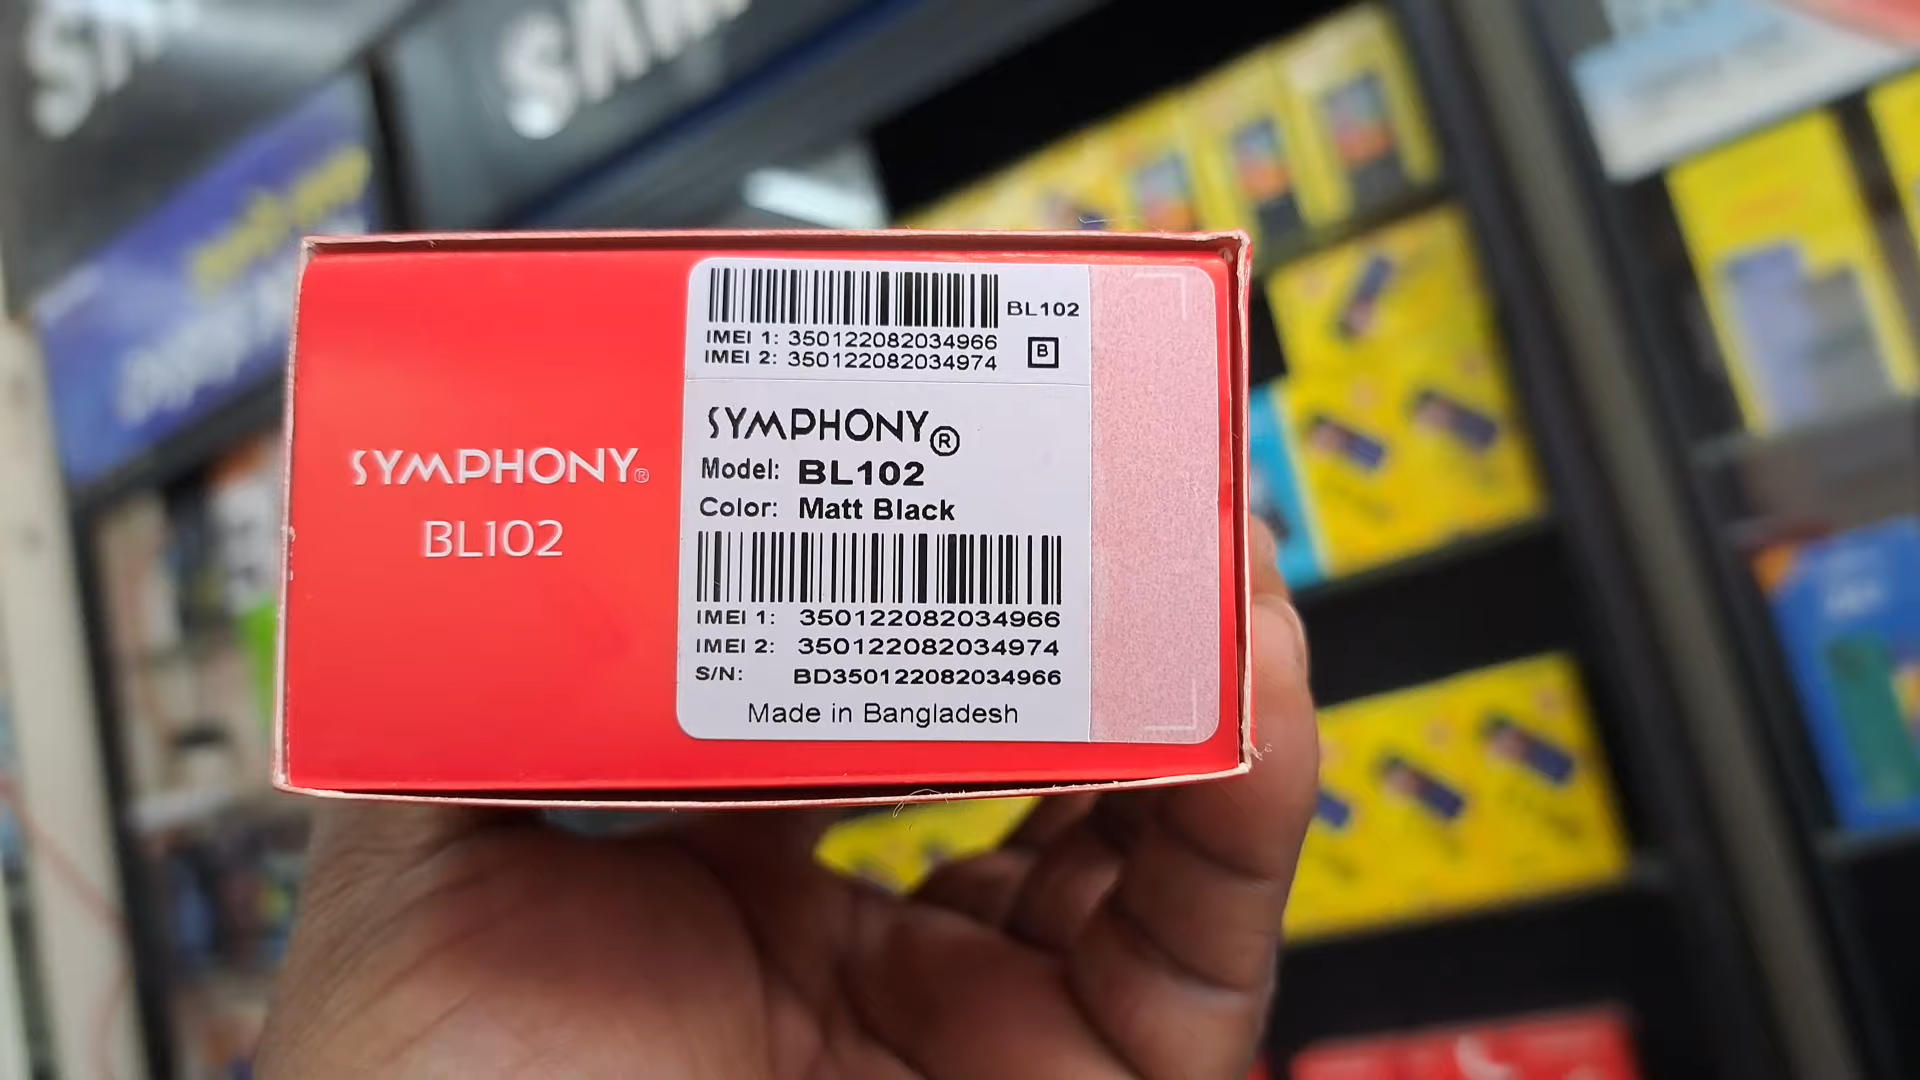 SYMPHONY®
BL102
BL102
IMEI 1: 350122082034966
IMEI 2: 350122082034974
B
SYMPHONY®
Model: BL102
Color: Matt Black
IMEI 1: 350122082034966
IMEI 2: 350122082034974
S/N: BD350122082034966
Made in Bangladesh